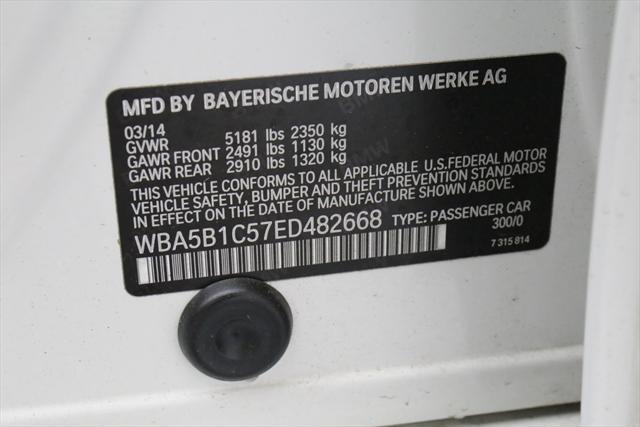 MFD BY BAYERISCHE MOTOREN WERKE AG
03/14
GVWR 5181 lbs 2350 kg
GAWR FRONT 2491 lbs 1130 kg
GAWR REAR 2910 lbs 1320 kg
THIS VEHICLE CONFORMS TO ALL APPLICABLE U.S.FEDERAL MOTOR
VEHICLE SAFETY, BUMPER AND THEFT PREVENTION STANDARDS
IN EFFECT ON THE DATE OF MANUFACTURE SHOWN ABOVE.
WBA5B1C57ED482668 TYPE: PASSENGER CAR
300/0
7 315 814